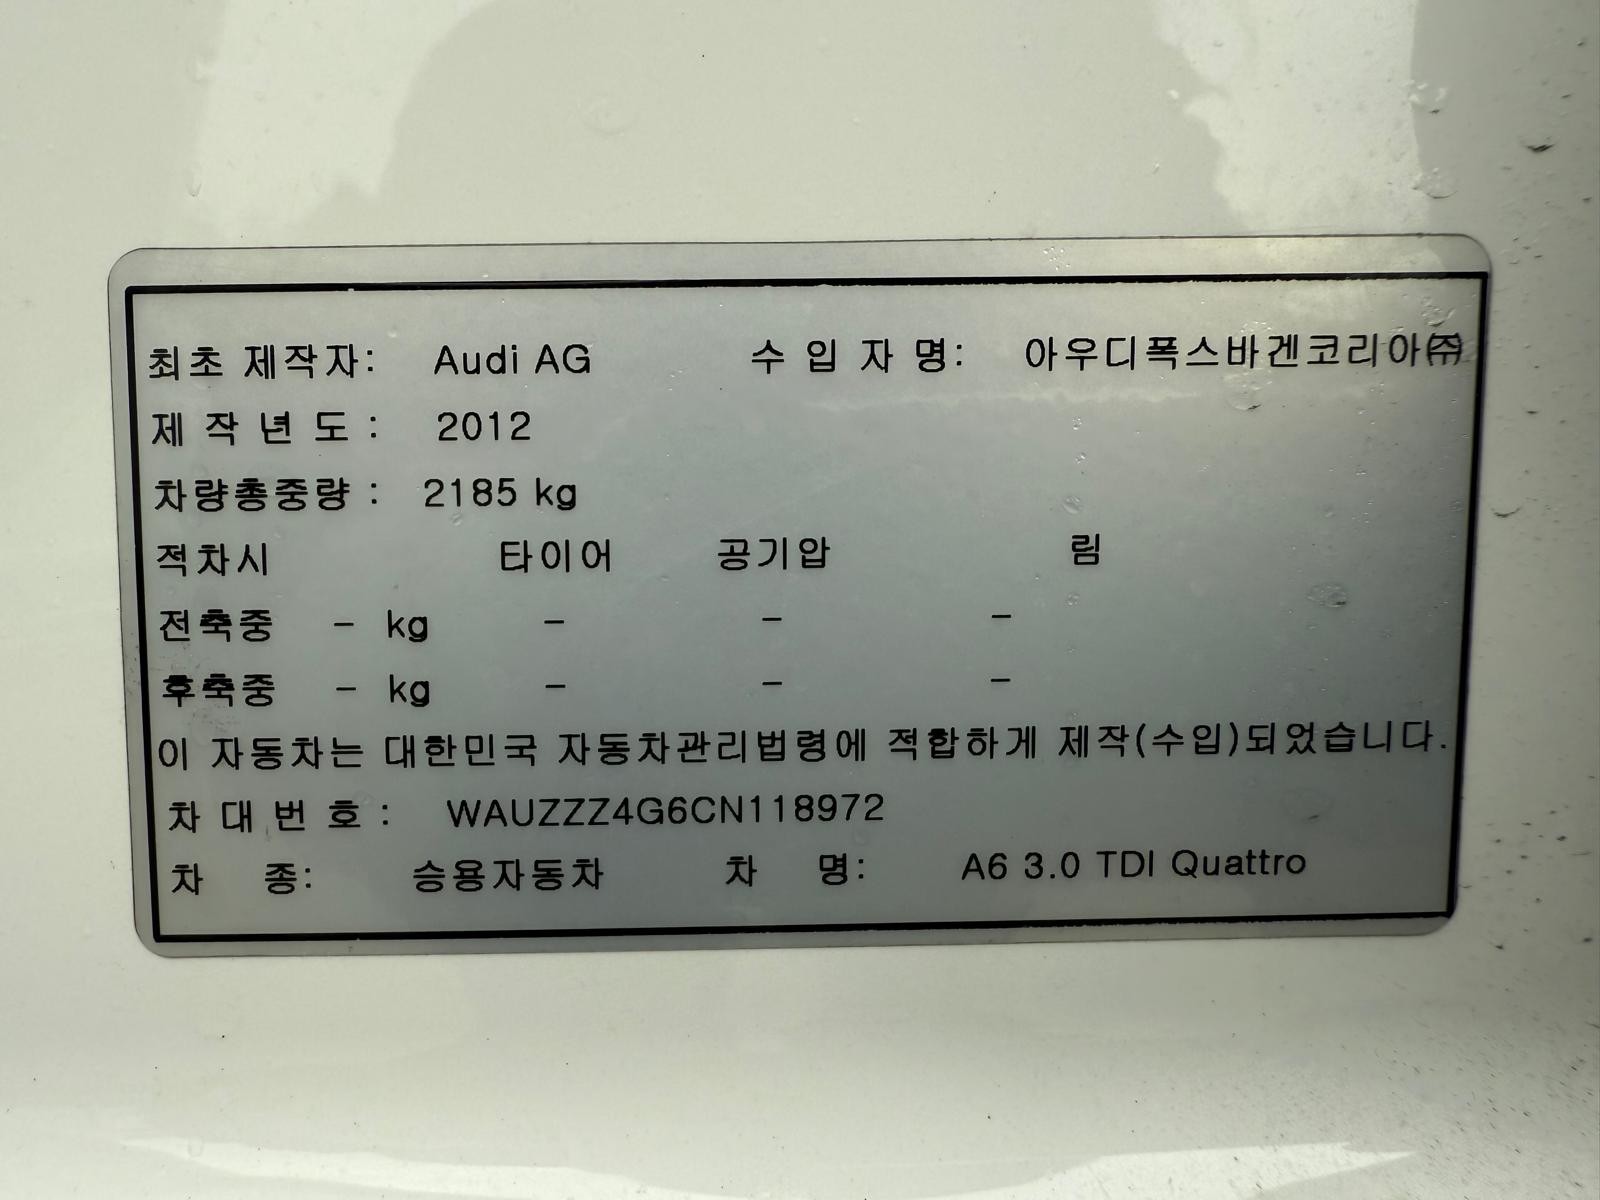 최초 제작자: Audi AG 수 입 자 명: 아우디폭스바겐코리아㈜
제 작 년 도 : 2012
차량총중량 : 2185 kg
적차시 타이어 공기압 림
전축중 - kg - - -
후축중 - kg - - -
이 자동차는 대한민국 자동차관리법령에 적합하게 제작(수입)되었습니다.
차 대 번 호 : WAUZZZ4G6CN118972
차 종: 승용자동차 차 명: A6 3.0 TDI Quattro